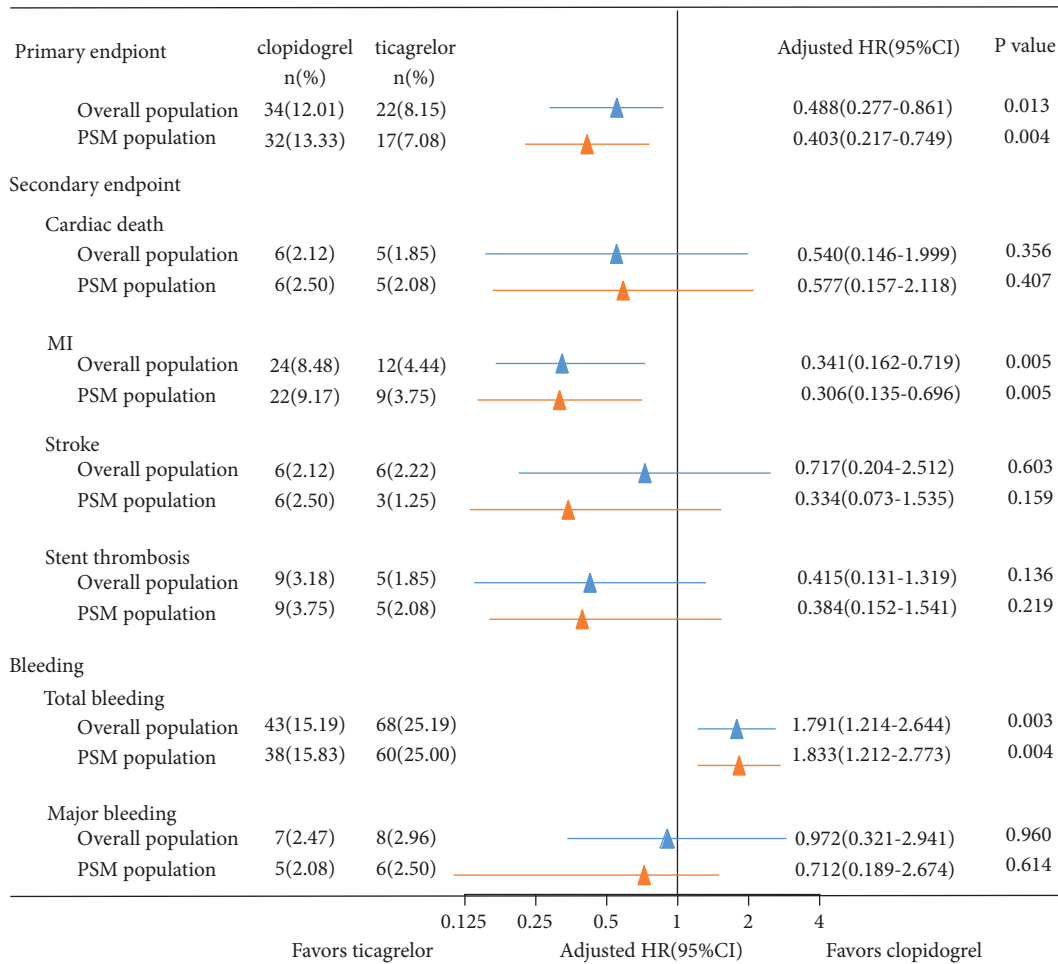 Primary endpiont clopidogrel ticagrelor Adjusted HR(95%CI) P value
n(%) n(%)
Overall population 34(12.01) 22(8.15) 0.488(0.277-0.861) 0.013
PSM population 32(13.33) 17(7.08) 0.403(0.217-0.749) 0.004
Secondary endpoint
Cardiac death
Overall population 6(2.12) 5(1.85) 0.540(0.146-1.999) 0.356
PSM population 6(2.50) 5(2.08) 0.577(0.157-2.118) 0.407
MI
Overall population 24(8.48) 12(4.44) 0.341(0.162-0.719) 0.005
PSM population 22(9.17) 9(3.75) 0.306(0.135-0.696) 0.005
Stroke
Overall population 6(2.12) 6(2.22) 0.717(0.204-2.512) 0.603
PSM population 6(2.50) 3(1.25) 0.334(0.073-1.535) 0.159
Stent thrombosis
Overall population 9(3.18) 5(1.85) 0.415(0.131-1.319) 0.136
PSM population 9(3.75) 5(2.08) 0.384(0.152-1.541) 0.219
Bleeding
Total bleeding
Overall population 43(15.19) 68(25.19) 1.791(1.214-2.644) 0.003
PSM population 38(15.83) 60(25.00) 1.833(1.212-2.773) 0.004
Major bleeding
Overall population 7(2.47) 8(2.96) 0.972(0.321-2.941) 0.960
PSM population 5(2.08) 6(2.50) 0.712(0.189-2.674) 0.614
0.125 0.25 0.5 1 2 4
Favors ticagrelor Adjusted HR(95%CI) Favors clopidogrel